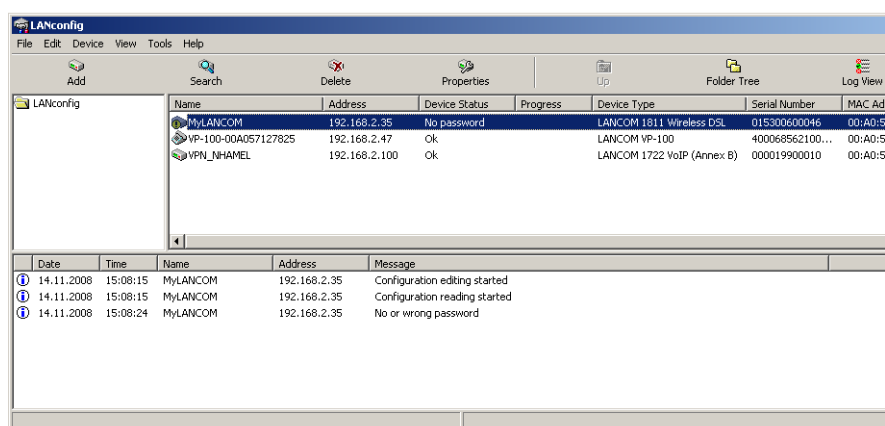 LANconfig
File Edit Device View Tools Help
Add Search Delete Properties Up Folder Tree Log View
LANconfig
Name Address Device Status Progress Device Type Serial Number MAC Ad
MyLANCOM 192.168.2.35 No password LANCOM 1811 Wireless DSL 015300600046 00:A0:5
VP-100-00A057127825 192.168.2.47 Ok LANCOM VP-100 400068562100... 00:A0:5
VPN_NHAMEL 192.168.2.100 Ok LANCOM 1722 VoIP (Annex B) 000019900010 00:A0:5
Date Time Name Address Message
14.11.2008 15:08:15 MyLANCOM 192.168.2.35 Configuration editing started
14.11.2008 15:08:15 MyLANCOM 192.168.2.35 Configuration reading started
14.11.2008 15:08:24 MyLANCOM 192.168.2.35 No or wrong password